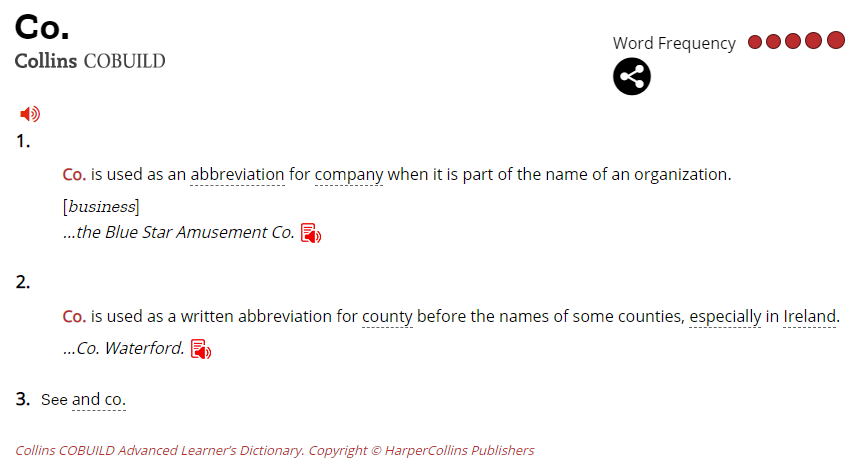 Co.
Collins COBUILD
Word Frequency
1.
Co. is used as an abbreviation for company when it is part of the name of an organization.
[business]
...the Blue Star Amusement Co.
2.
Co. is used as a written abbreviation for county before the names of some counties, especially in Ireland.
...Co. Waterford.
3. See and co.
Collins COBUILD Advanced Learner's Dictionary. Copyright © HarperCollins Publishers